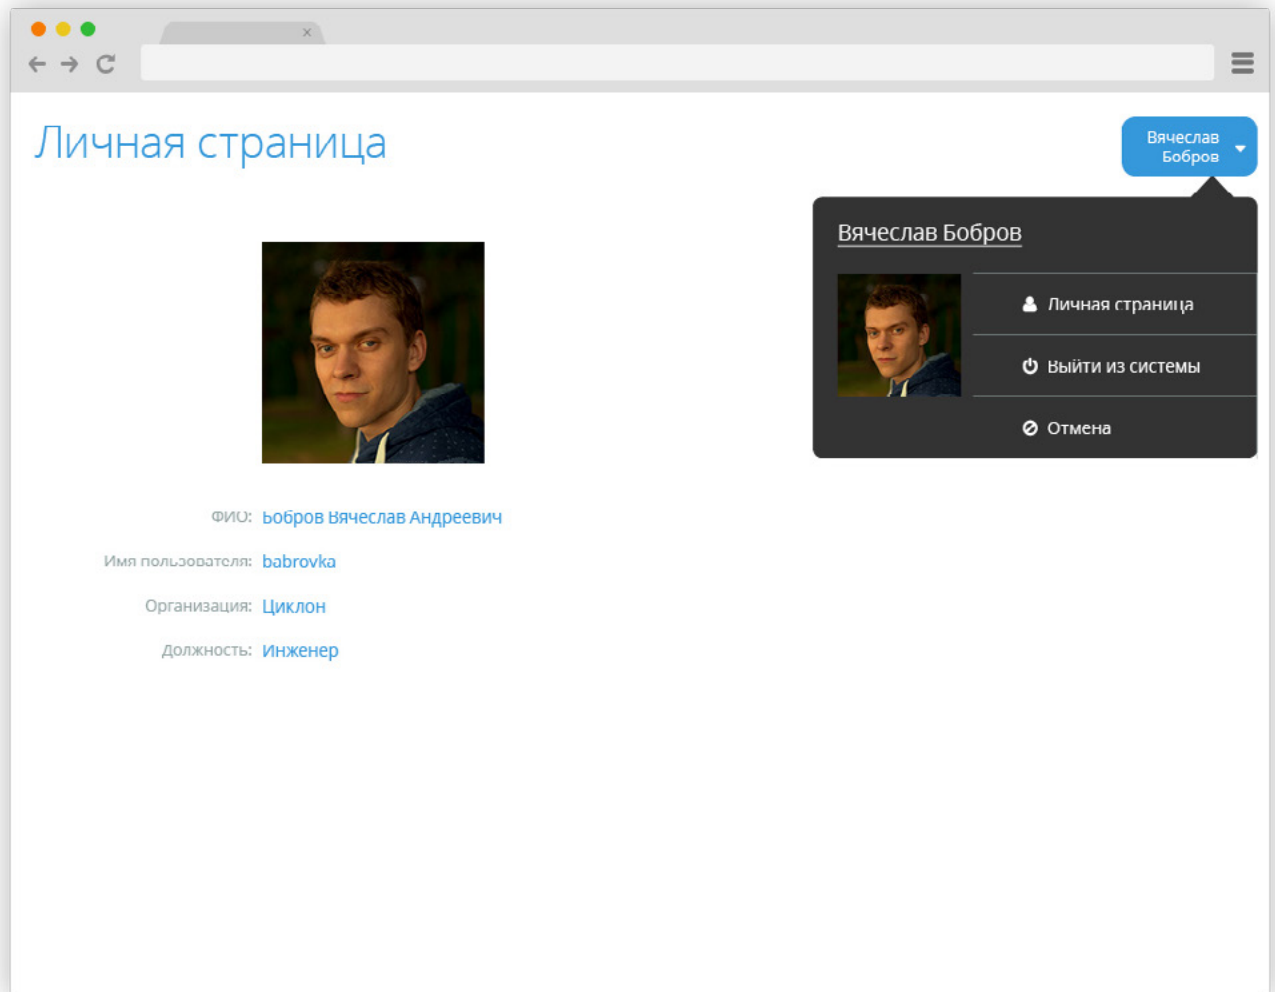 Личная страница
Вячеслав
Бобров
Вячеслав Бобров
Личная страница
Выйти из системы
Отмена
ФИО: Бобров Вячеслав Андреевич
Имя пользователя: babrovka
Организация: Циклон
Должность: Инженер